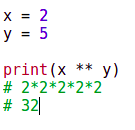 x = 2
y = 5
print(x ** y)
# 2*2*2*2*2
# 32